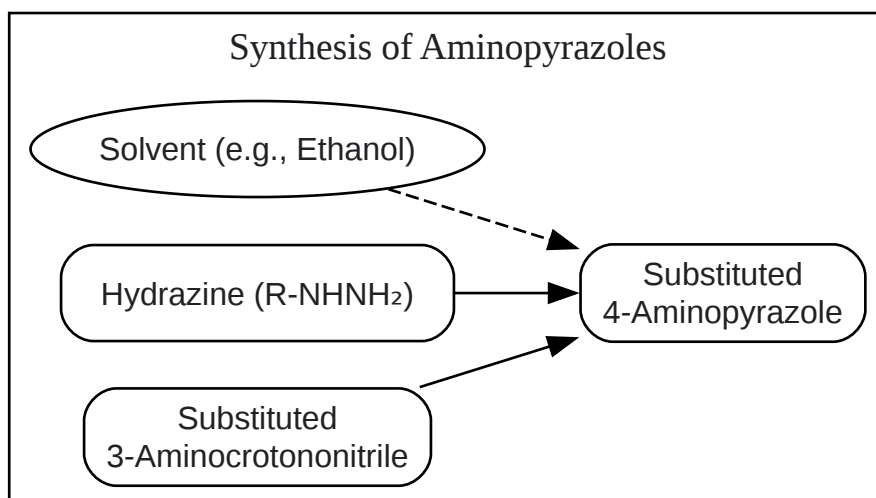 Synthesis of Aminopyrazoles
Solvent (e.g., Ethanol)
Hydrazine (R-NHNH₂)
Substituted
4-Aminopyrazole
Substituted
3-Aminocrotononitrile